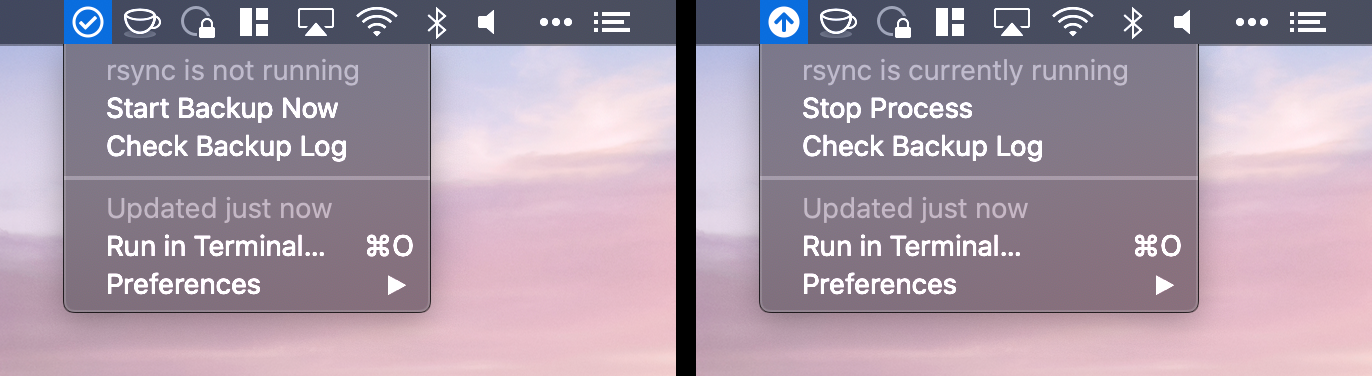 rsync is not running
Start Backup Now
Check Backup Log
Updated just now
Run in Terminal... ⌘O
Preferences ▶
rsync is currently running
Stop Process
Check Backup Log
Updated just now
Run in Terminal... ⌘O
Preferences ▶